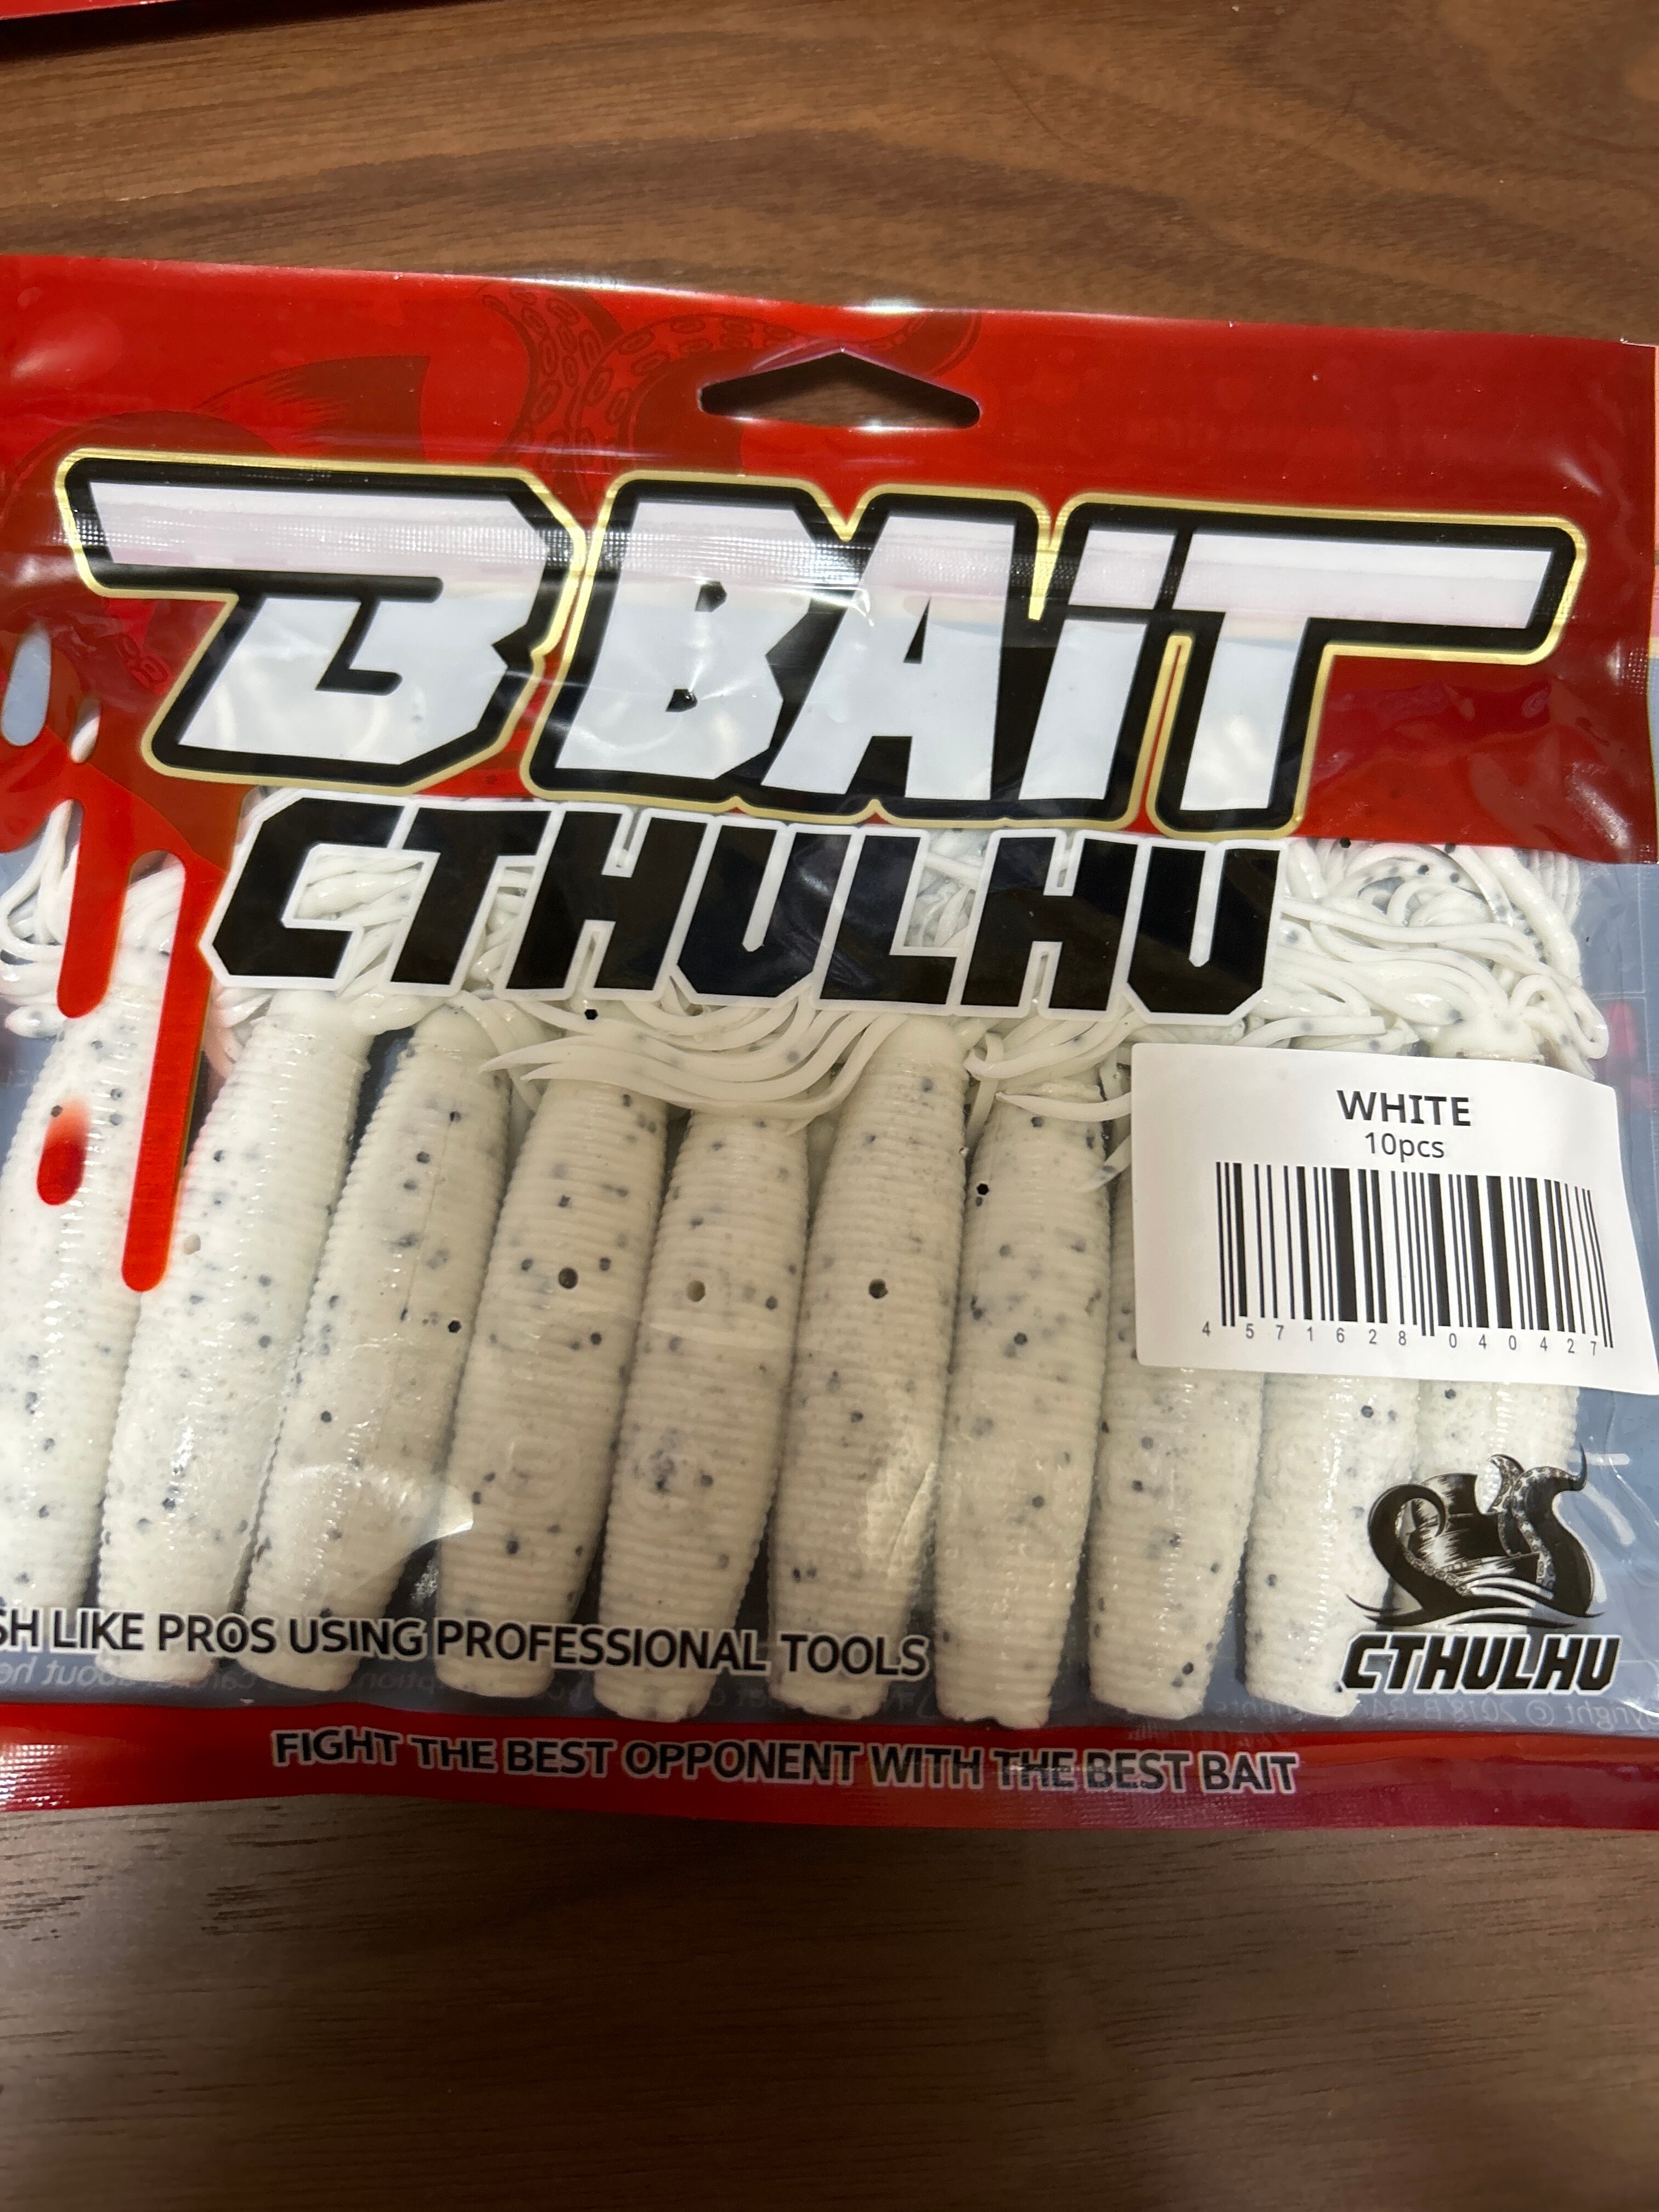 B BAiT
CTHULHU
WHITE
10pcs
4 571628 040427
LIKE PROS USING PROFESSIONAL TOOLS
CTHULHU
FIGHT THE BEST OPPONENT WITH THE BEST BAIT